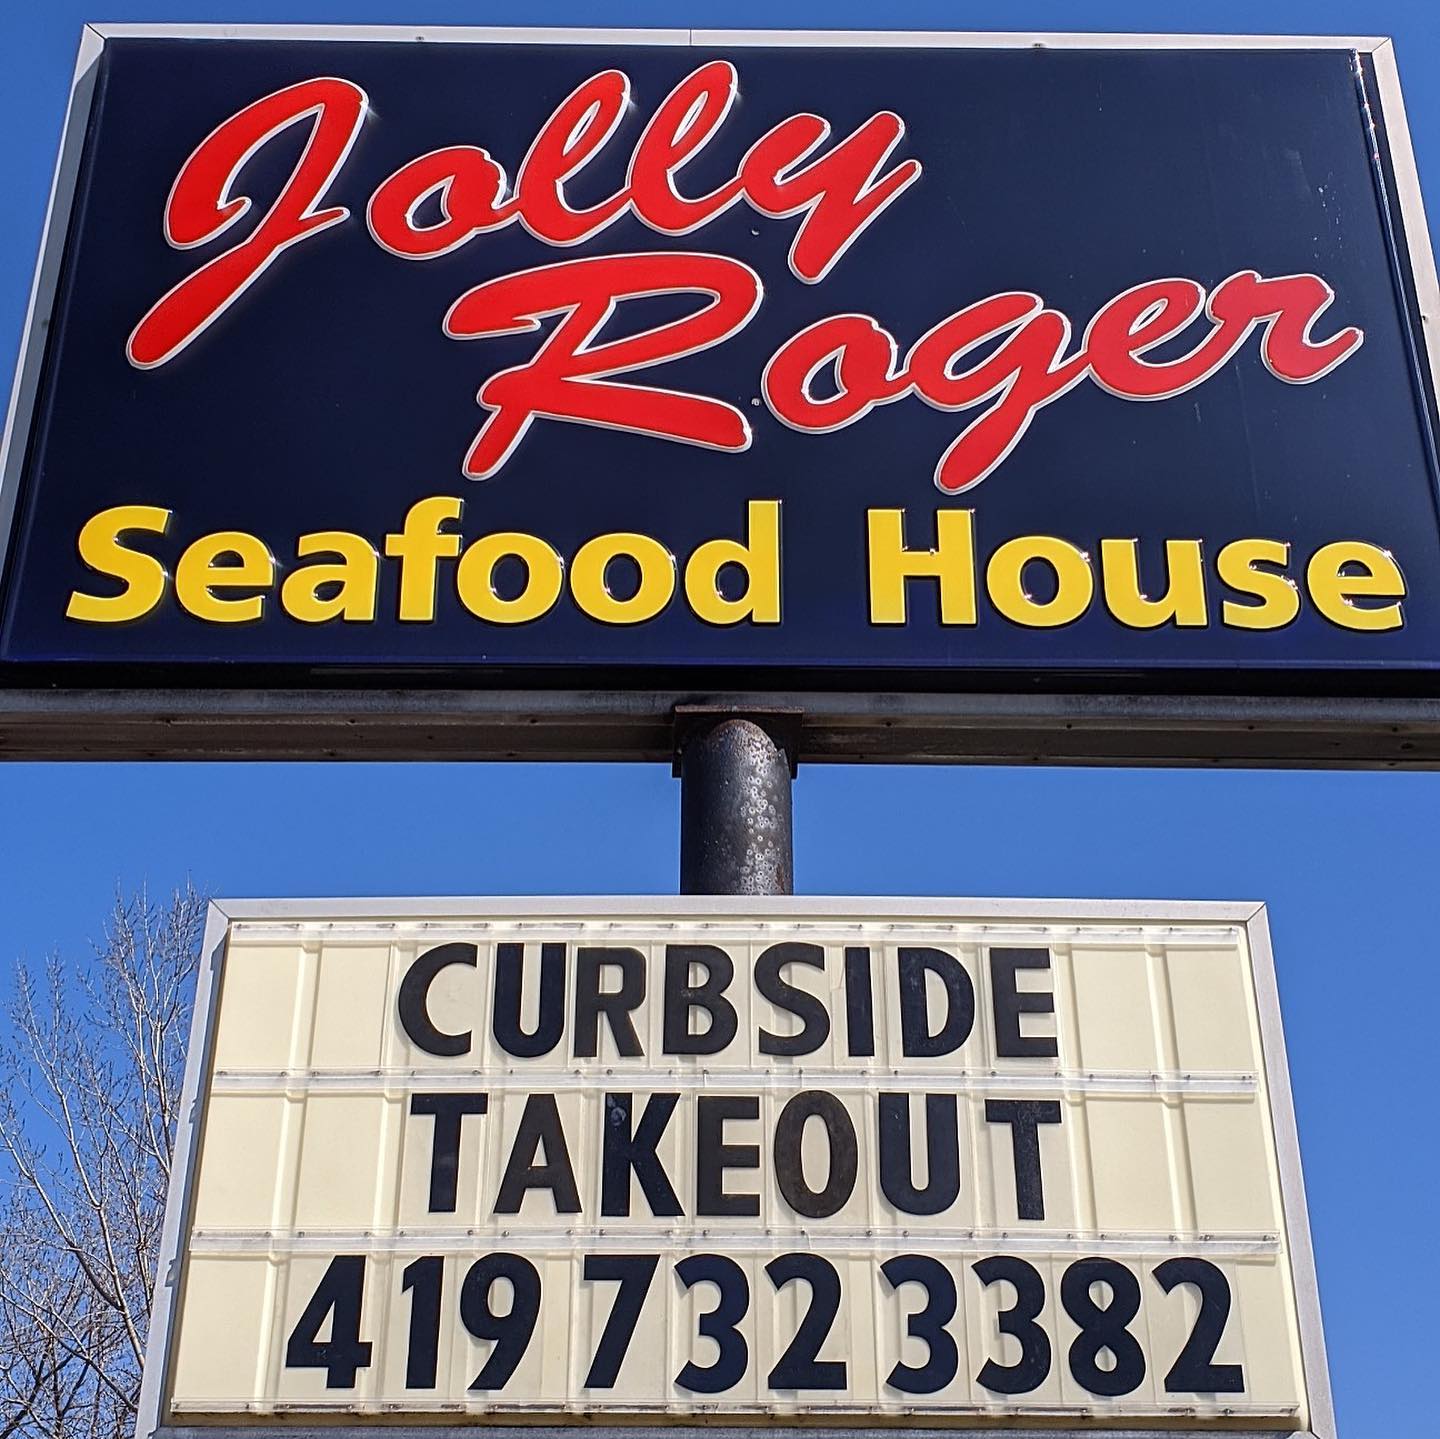 Jolly
Roger
Seafood House
CURBSIDE
TAKEOUT
419 732 3382